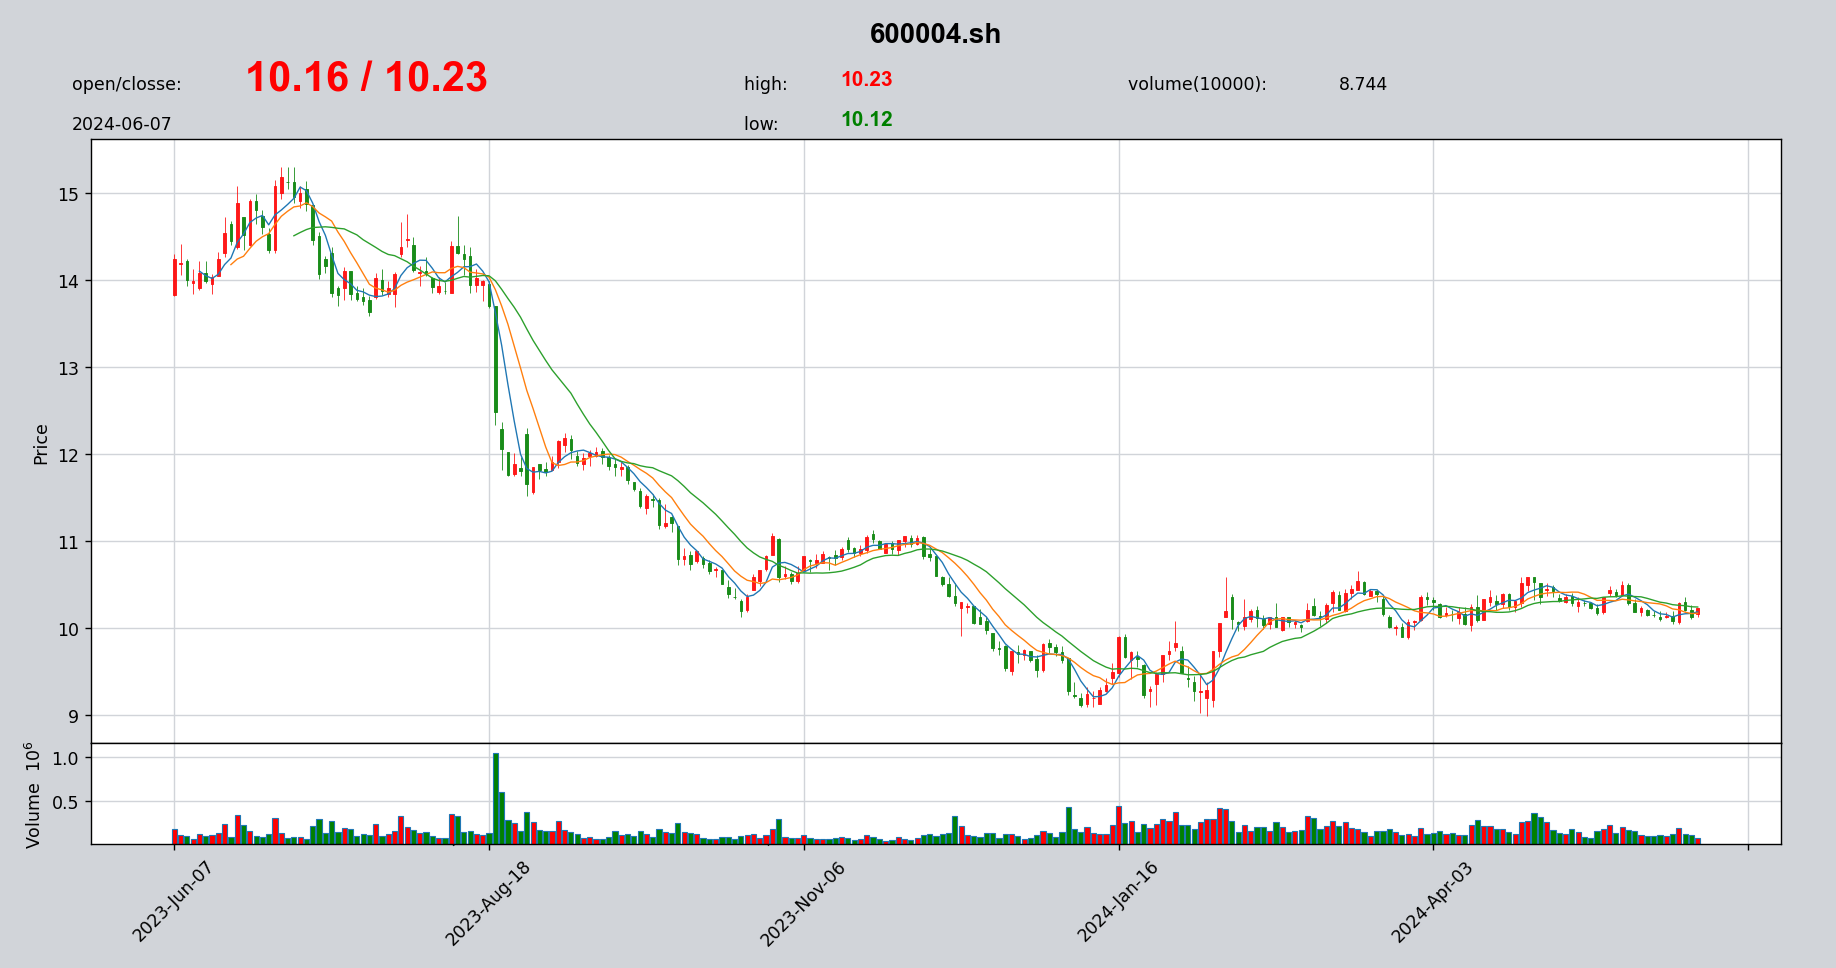 600004.sh
open/closse: 10.16 / 10.23 high: 10.23 volume(10000): 8.744
2024-06-07 low: 10.12
15
14
13
12
11
10
9
Price
1.0
0.5
Volume 10⁶
2023-Jun-07 2023-Aug-18 2023-Nov-06 2024-Jan-16 2024-Apr-03